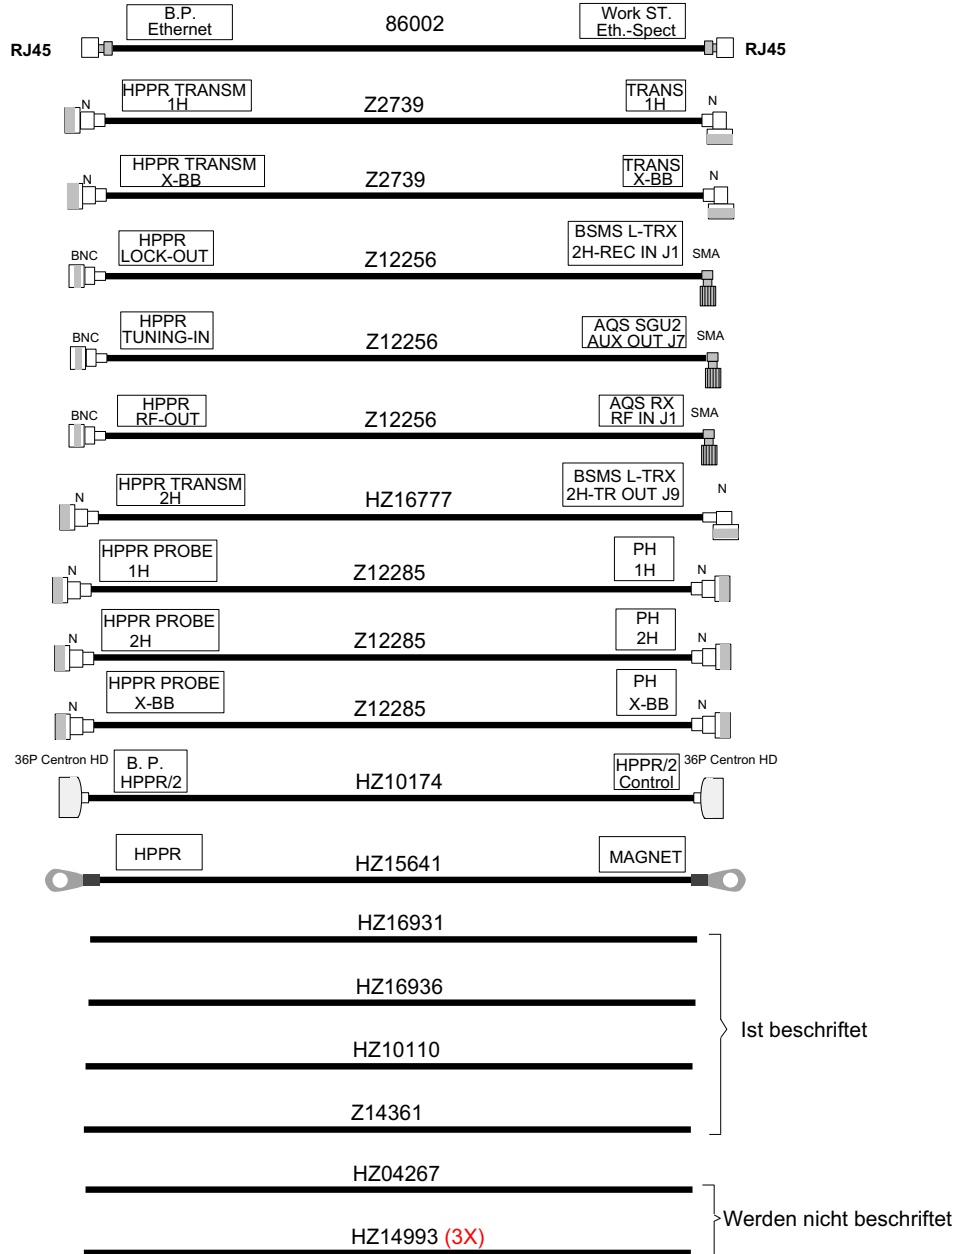 B.P.
Ethernet
86002
Work ST.
Eth.-Spect
RJ45
RJ45
N
HPPR TRANSM
1H
Z2739
TRANS
1H
N
N
HPPR TRANSM
X-BB
Z2739
TRANS
X-BB
N
BNC
HPPR
LOCK-OUT
Z12256
BSMS L-TRX
2H-REC IN J1
SMA
BNC
HPPR
TUNING-IN
Z12256
AQS SGU2
AUX OUT J7
SMA
BNC
HPPR
RF-OUT
Z12256
AQS RX
RF IN J1
SMA
N
HPPR TRANSM
2H
HZ16777
BSMS L-TRX
2H-TR OUT J9
N
N
HPPR PROBE
1H
Z12285
PH
1H
N
N
HPPR PROBE
2H
Z12285
PH
2H
N
N
HPPR PROBE
X-BB
Z12285
PH
X-BB
N
36P Centron HD
B. P.
HPPR/2
HZ10174
HPPR/2
Control
36P Centron HD
HPPR
HZ15641
MAGNET
HZ16931
HZ16936
Ist beschriftet
HZ10110
Z14361
HZ04267
Werden nicht beschriftet
HZ14993 (3X)